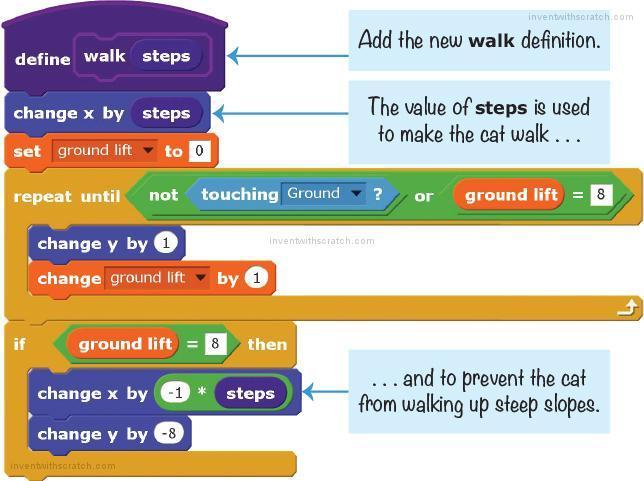 inventwithscratch.com
define walk steps
Add the new walk definition.
change x by steps
The value of steps is used
to make the cat walk . . .
set ground lift to 0
repeat until not touching Ground ? or ground lift = 8
change y by 1
inventwithscratch.com
change ground lift by 1
if ground lift = 8 then
change x by -1 * steps
. . . and to prevent the cat
from walking up steep slopes.
change y by -8
inventwithscratch.com